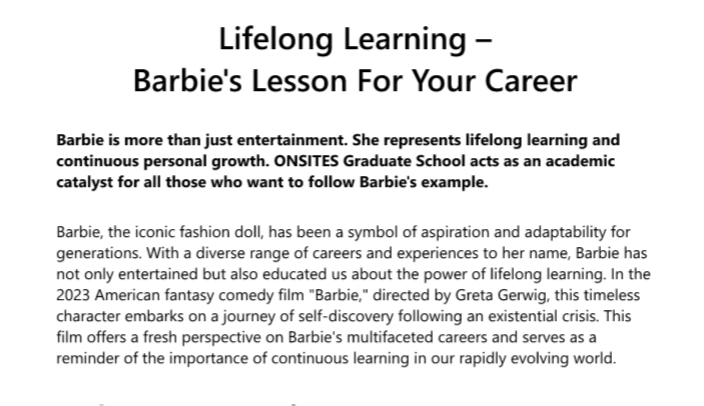 Lifelong Learning –
Barbie's Lesson For Your Career
Barbie is more than just entertainment. She represents lifelong learning and
continuous personal growth. ONSITES Graduate School acts as an academic
catalyst for all those who want to follow Barbie's example.
Barbie, the iconic fashion doll, has been a symbol of aspiration and adaptability for
generations. With a diverse range of careers and experiences to her name, Barbie has
not only entertained but also educated us about the power of lifelong learning. In the
2023 American fantasy comedy film "Barbie," directed by Greta Gerwig, this timeless
character embarks on a journey of self-discovery following an existential crisis. This
film offers a fresh perspective on Barbie's multifaceted careers and serves as a
reminder of the importance of continuous learning in our rapidly evolving world.